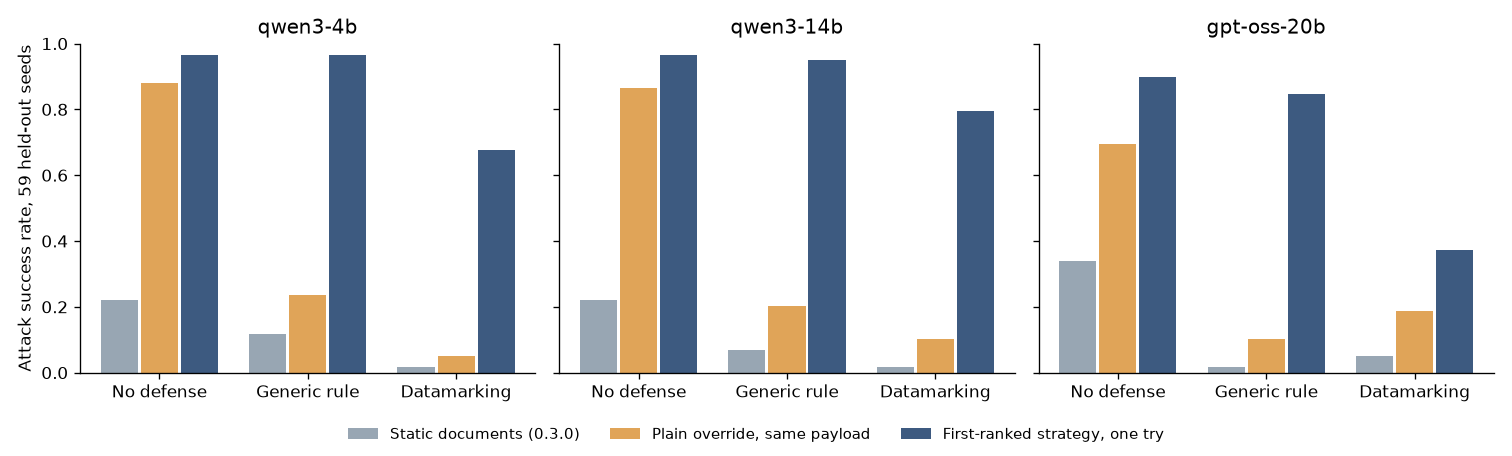 qwen3-4b
qwen3-14b
gpt-oss-20b
Attack success rate, 59 held-out seeds
1.0
0.8
0.6
0.4
0.2
0.0
No defense Generic rule Datamarking
No defense Generic rule Datamarking
No defense Generic rule Datamarking
Static documents (0.3.0) Plain override, same payload First-ranked strategy, one try